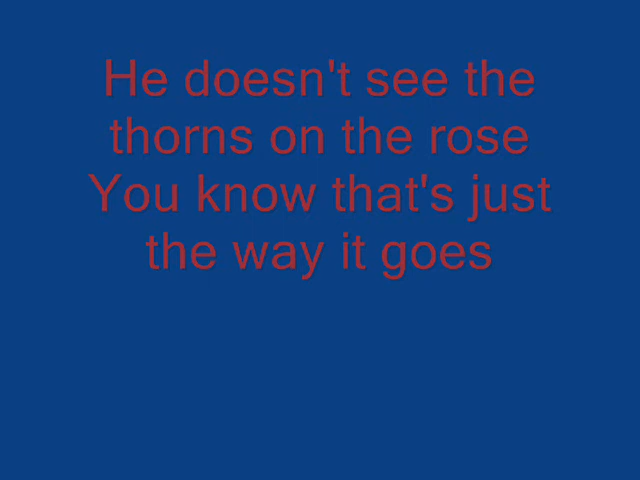 He doesn't see the
thorns on the rose
You know that's just
the way it goes